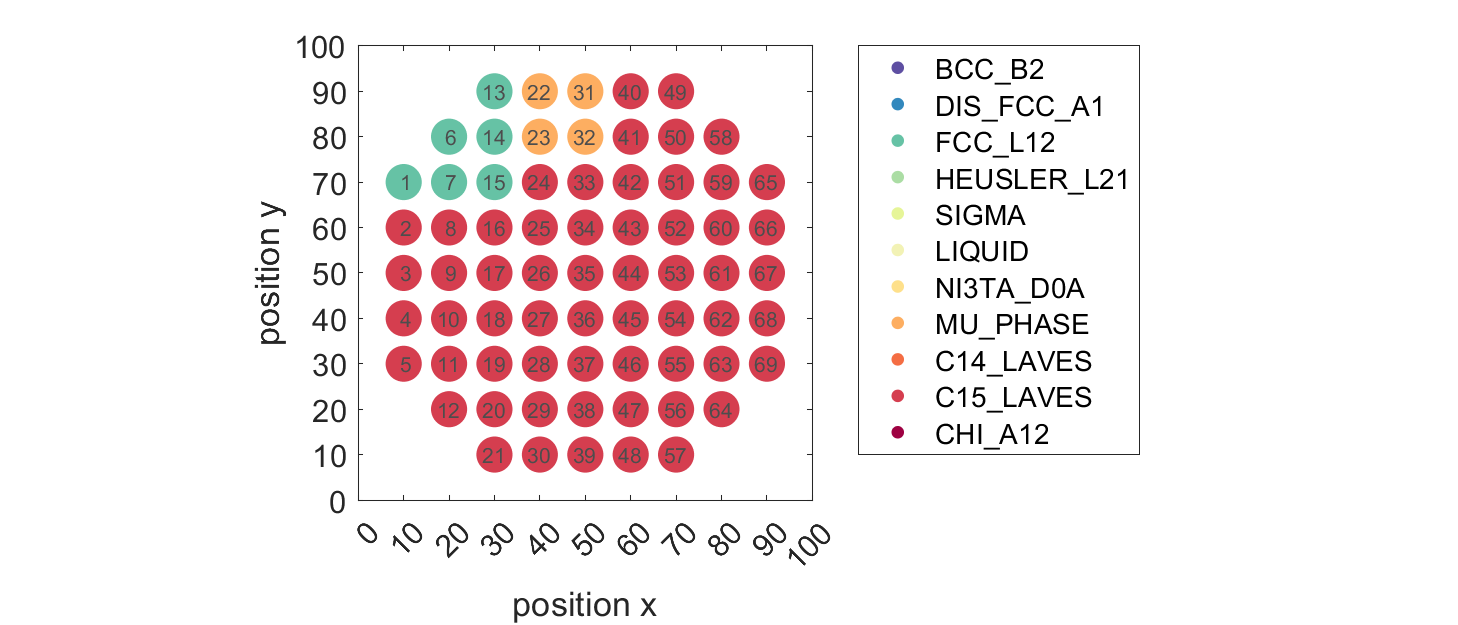 100
90
80
70
60
50
40
30
20
10
0
position y
13 22 31 40 49
6 14 23 32 41 50 58
1 7 15 24 33 42 51 59 65
2 8 16 25 34 43 52 60 66
3 9 17 26 35 44 53 61 67
4 10 18 27 36 45 54 62 68
5 11 19 28 37 46 55 63 69
12 20 29 38 47 56 64
21 30 39 48 57
0 10 20 30 40 50 60 70 80 90 100
position x
BCC_B2
DIS_FCC_A1
FCC_L12
HEUSLER_L21
SIGMA
LIQUID
NI3TA_D0A
MU_PHASE
C14_LAVES
C15_LAVES
CHI_A12